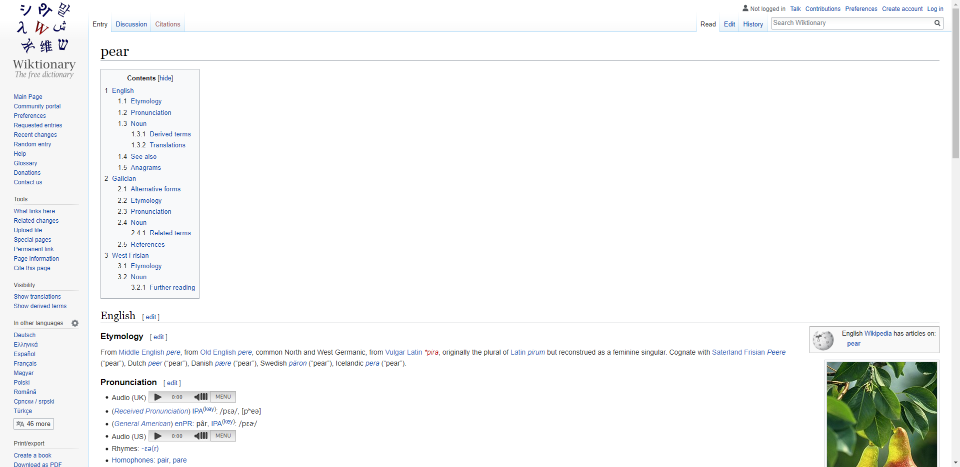 Not logged in Talk Contributions Preferences Create account Log in
Entry Discussion Citations Read Edit History Search Wiktionary
Wiktionary
The free dictionary
Main Page
Community portal
Preferences
Requested entries
Recent changes
Random entry
Help
Glossary
Donations
Contact us
Tools
What links here
Related changes
Upload file
Special pages
Permanent link
Page information
Cite this page
Visibility
Show translations
Show derived terms
In other languages
Deutsch
Ελληνικά
Español
Français
Magyar
Polski
Română
Српски / srpski
Türkçe
46 more
Print/export
Create a book
Download as PDF
pear
Contents [hide]
1 English
1.1 Etymology
1.2 Pronunciation
1.3 Noun
1.3.1 Derived terms
1.3.2 Translations
1.4 See also
1.5 Anagrams
2 Galician
2.1 Alternative forms
2.2 Etymology
2.3 Pronunciation
2.4 Noun
2.4.1 Related terms
2.5 References
3 West Frisian
3.1 Etymology
3.2 Noun
3.2.1 Further reading
English [ edit ]
Etymology [ edit ]
From Middle English pere, from Old English pere, common North and West Germanic, from Vulgar Latin *pira, originally the plural of Latin pirum but reconstrued as a feminine singular. Cognate with Saterland Frisian Peere
("pear"), Dutch peer ("pear"), Danish pære ("pear"), Swedish päron ("pear"), Icelandic pera ("pear").
Pronunciation [ edit ]
Audio (UK) 0:00 MENU
(Received Pronunciation) IPA(key): /pɛə/, [pʰɛə]
(General American) enPR: pâr, IPA(key): /pɛɚ/
Audio (US) 0:00 MENU
Rhymes: -ɛə(r)
Homophones: pair, pare
English Wikipedia has articles on:
pear